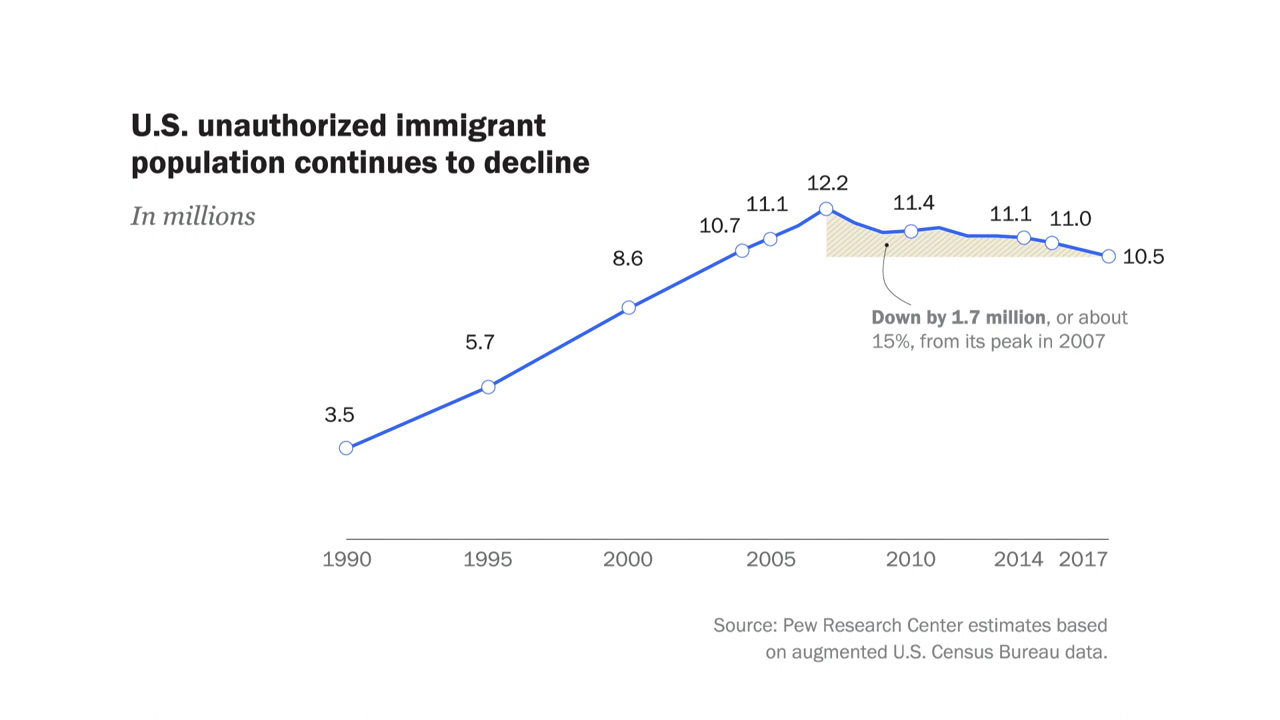 U.S. unauthorized immigrant
population continues to decline
In millions
3.5
5.7
8.6
10.7
11.1
12.2
11.4
11.1
11.0
10.5
Down by 1.7 million, or about
15%, from its peak in 2007
1990 1995 2000 2005 2010 2014 2017
Source: Pew Research Center estimates based
on augmented U.S. Census Bureau data.